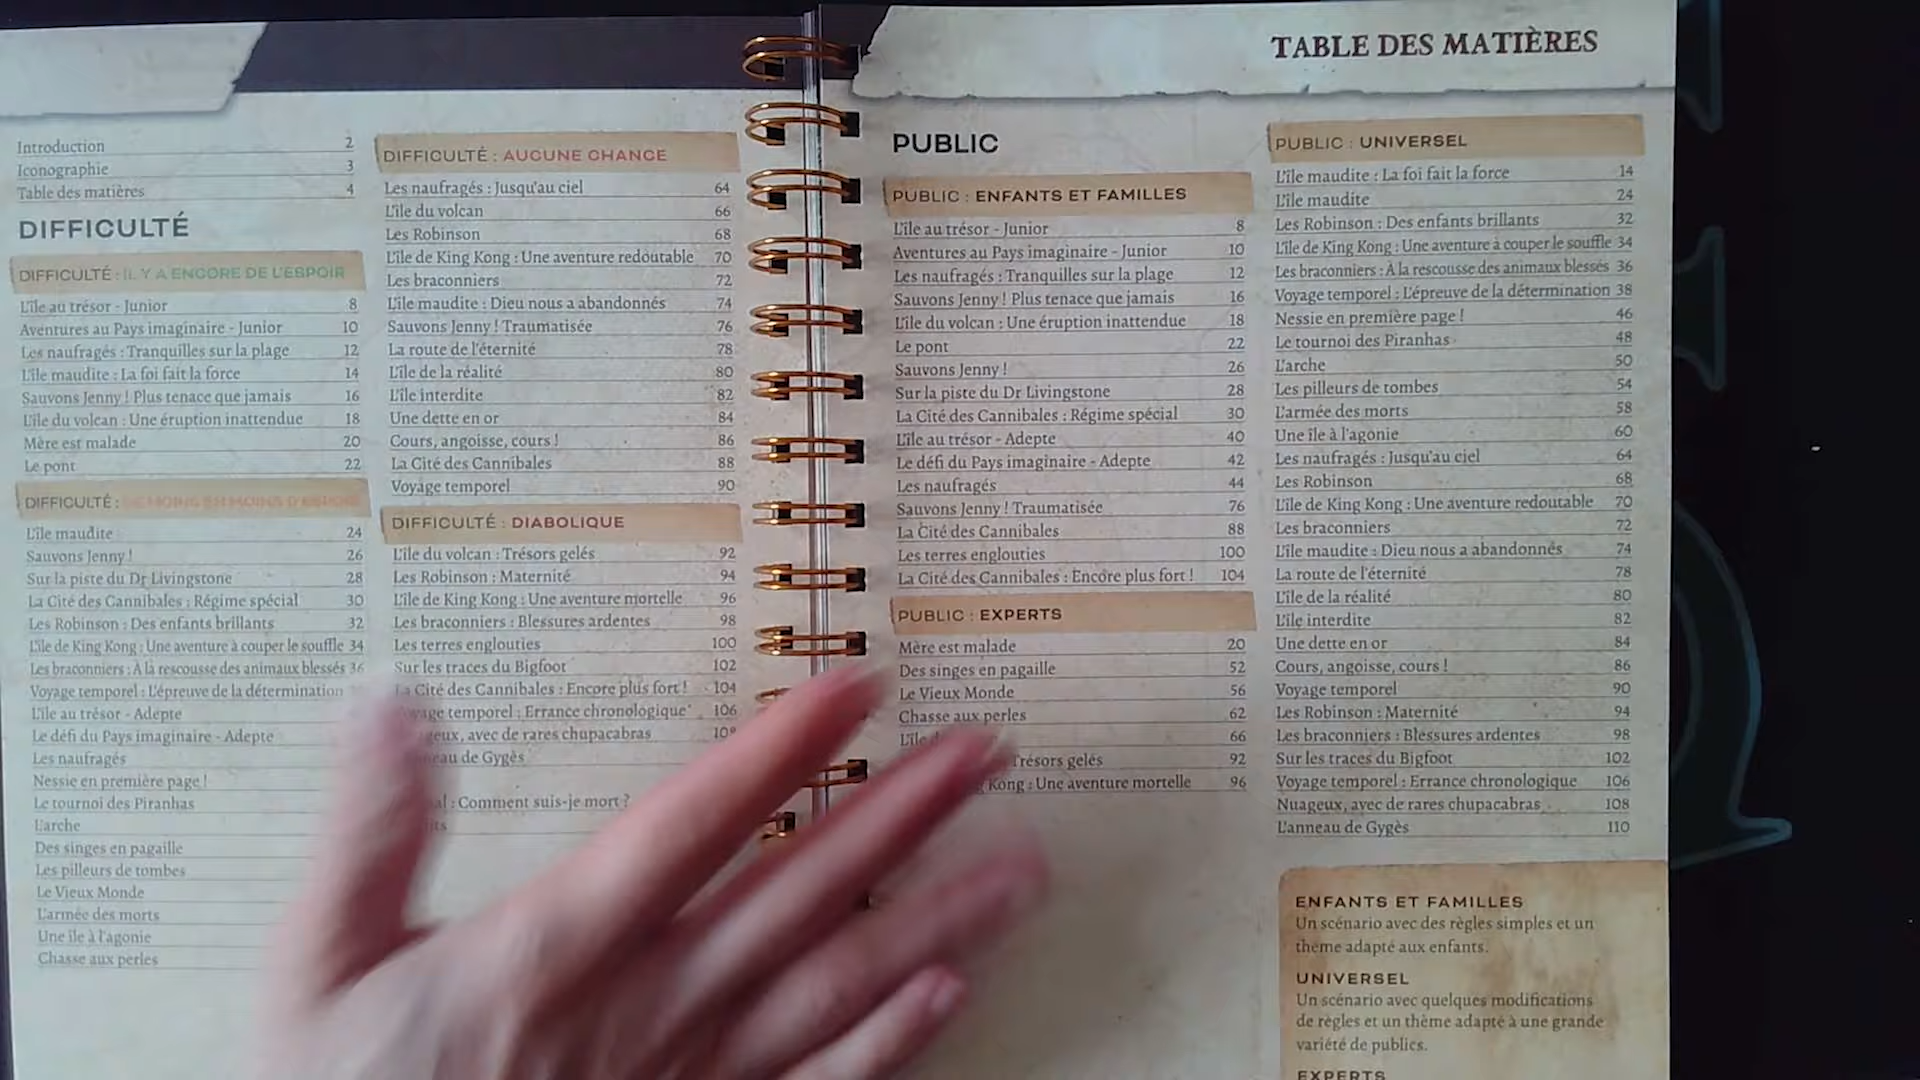 TABLE DES MATIÈRES
Introduction 2
Iconographie 3
Table des matières 4
DIFFICULTÉ
DIFFICULTÉ : IL Y A ENCORE DE L'ESPOIR
L'île au trésor - Junior 8
Aventures au Pays imaginaire - Junior 10
Les naufragés : Tranquilles sur la plage 12
L'île maudite : La foi fait la force 14
Sauvons Jenny ! Plus tenace que jamais 16
L'île du volcan : Une éruption inattendue 18
Mère est malade 20
Le pont 22
DIFFICULTÉ : DE MOINS EN MOINS D'ESPOIR
L'île maudite 24
Sauvons Jenny ! 26
Sur la piste du Dr Livingstone 28
La Cité des Cannibales : Régime spécial 30
Les Robinson : Des enfants brillants 32
L'île de King Kong : Une aventure à couper le souffle 34
Les braconniers : À la rescousse des animaux blessés 36
Voyage temporel : L'épreuve de la détermination
L'île au trésor - Adepte
Le défi du Pays imaginaire - Adepte
Les naufragés
Nessie en première page !
Le tournoi des Piranhas
L'arche
Des singes en pagaille
Les pilleurs de tombes
Le Vieux Monde
L'armée des morts
Une île à l'agonie
Chasse aux perles
DIFFICULTÉ : AUCUNE CHANCE
Les naufragés : Jusqu'au ciel 64
L'île du volcan 66
Les Robinson 68
L'île de King Kong : Une aventure redoutable 70
Les braconniers 72
L'île maudite : Dieu nous a abandonnés 74
Sauvons Jenny ! Traumatisée 76
La route de l'éternité 78
L'île de la réalité 80
L'île interdite 82
Une dette en or 84
Cours, angoisse, cours ! 86
La Cité des Cannibales 88
Voyage temporel 90
DIFFICULTÉ : DIABOLIQUE
L'île du volcan : Trésors gelés 92
Les Robinson : Maternité 94
L'île de King Kong : Une aventure mortelle 96
Les braconniers : Blessures ardentes 98
Les terres englouties 100
Sur les traces du Bigfoot 102
La Cité des Cannibales : Encore plus fort ! 104
temporel : Errance chronologique 106
avec de rares chupacabras
de Gygès
: Comment suis-je mort ?
PUBLIC
PUBLIC : ENFANTS ET FAMILLES
L'île au trésor - Junior 8
Aventures au Pays imaginaire - Junior 10
Les naufragés : Tranquilles sur la plage 12
Sauvons Jenny ! Plus tenace que jamais 16
L'île du volcan : Une éruption inattendue 18
Le pont 22
Sauvons Jenny ! 26
Sur la piste du Dr Livingstone 28
La Cité des Cannibales : Régime spécial 30
L'île au trésor - Adepte 40
Le défi du Pays imaginaire - Adepte 42
Les naufragés 44
Sauvons Jenny ! Traumatisée 76
La Cité des Cannibales 88
Les terres englouties 100
La Cité des Cannibales : Encore plus fort ! 104
PUBLIC : EXPERTS
Mère est malade 20
Des singes en pagaille 52
Le Vieux Monde 56
Chasse aux perles 62
L'île 66
Trésors gelés 92
Kong : Une aventure mortelle 96
PUBLIC : UNIVERSEL
L'île maudite : La foi fait la force 14
L'île maudite 24
Les Robinson : Des enfants brillants 32
L'île de King Kong : Une aventure à couper le souffle 34
Les braconniers : À la rescousse des animaux blessés 36
Voyage temporel : L'épreuve de la détermination 38
Nessie en première page ! 46
Le tournoi des Piranhas 48
L'arche 50
Les pilleurs de tombes 54
L'armée des morts 58
Une île à l'agonie 60
Les naufragés : Jusqu'au ciel 64
Les Robinson 68
L'île de King Kong : Une aventure redoutable 70
Les braconniers 72
L'île maudite : Dieu nous a abandonnés 74
La route de l'éternité 78
L'île de la réalité 80
L'île interdite 82
Une dette en or 84
Cours, angoisse, cours ! 86
Voyage temporel 90
Les Robinson : Maternité 94
Les braconniers : Blessures ardentes 98
Sur les traces du Bigfoot 102
Voyage temporel : Errance chronologique 106
Nuageux, avec de rares chupacabras 108
L'anneau de Gygès 110
ENFANTS ET FAMILLES
Un scénario avec des règles simples et un
thème adapté aux enfants.
UNIVERSEL
Un scénario avec quelques modifications
de règles et un thème adapté à une grande
variété de publics.
EXPERTS